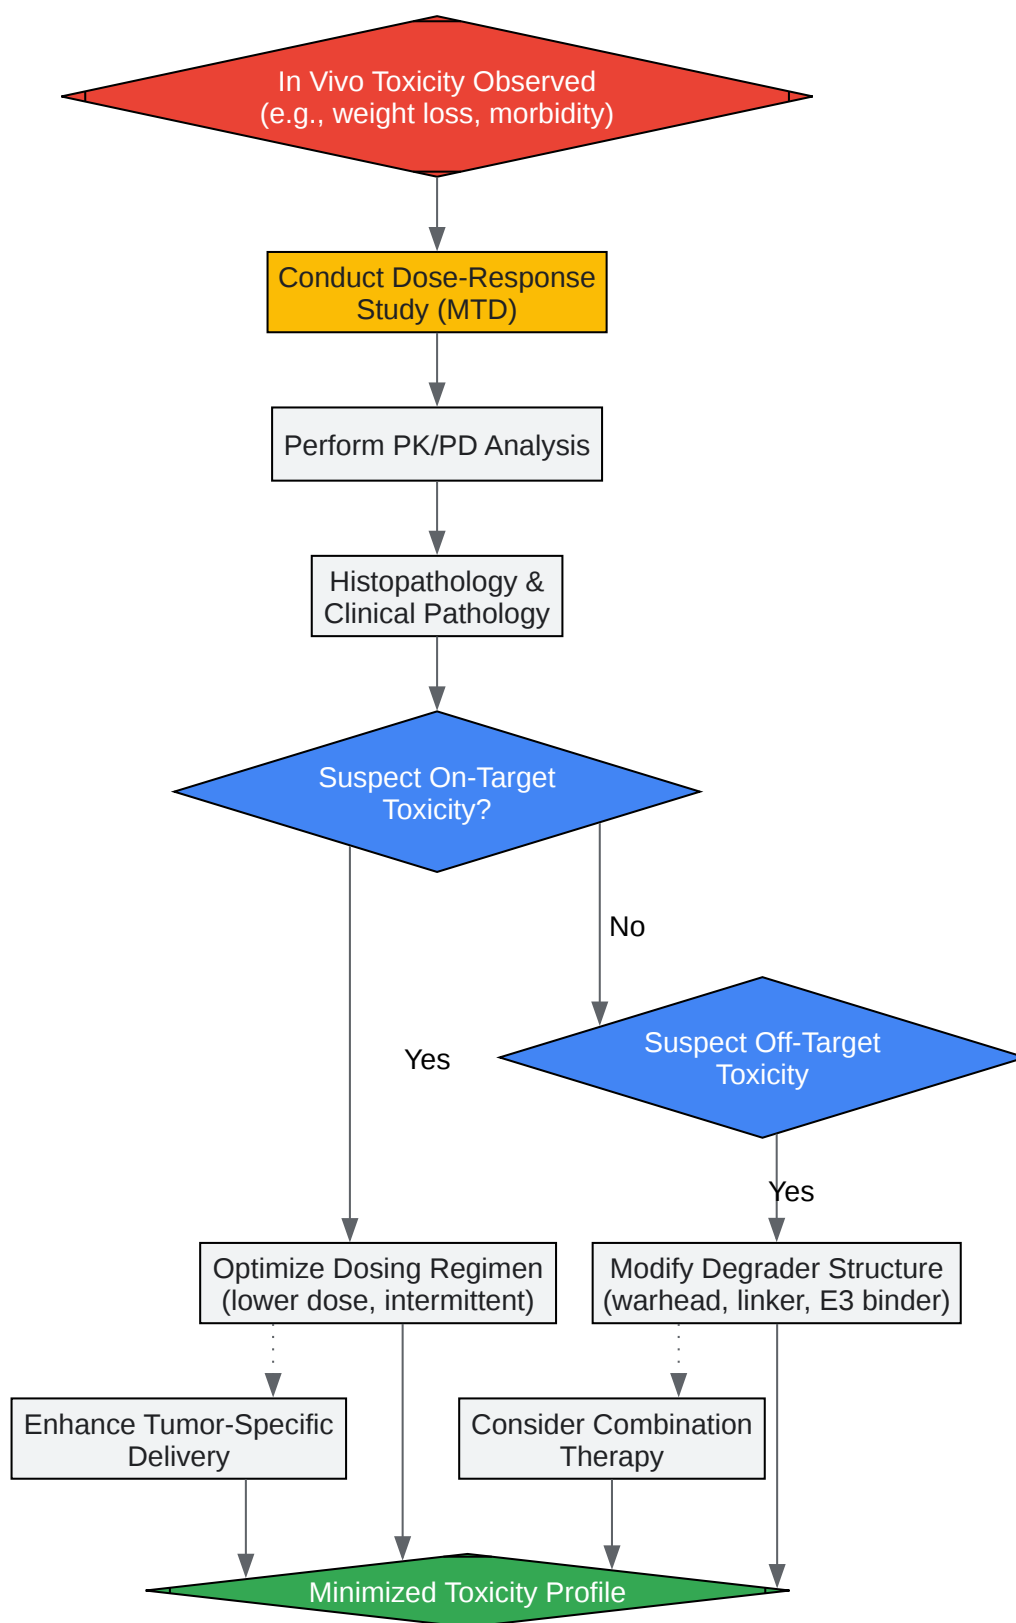 In Vivo Toxicity Observed
(e.g., weight loss, morbidity)
Conduct Dose-Response
Study (MTD)
Perform PK/PD Analysis
Histopathology &
Clinical Pathology
Suspect On-Target
Toxicity?
No
Suspect Off-Target
Toxicity
Yes
Yes
Optimize Dosing Regimen
(lower dose, intermittent)
Modify Degrader Structure
(warhead, linker, E3 binder)
Enhance Tumor-Specific
Delivery
Consider Combination
Therapy
Minimized Toxicity Profile